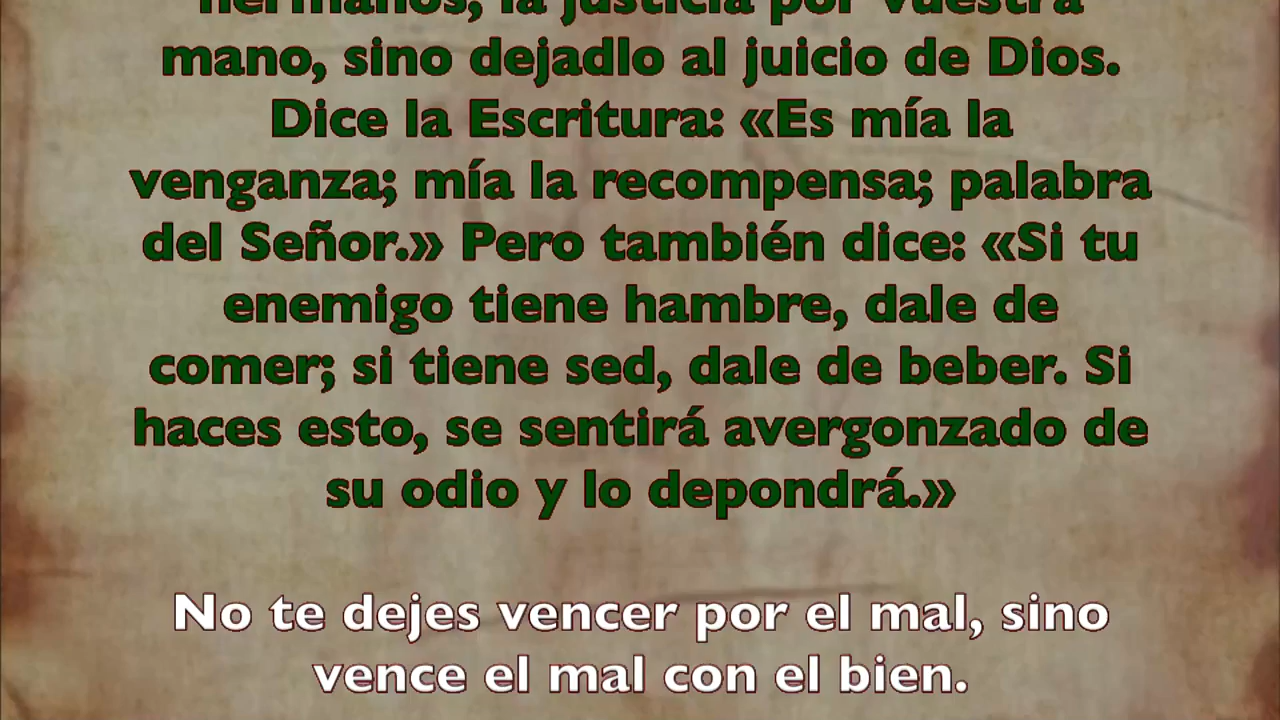 hermanos, la justicia por vuestra
mano, sino dejadlo al juicio de Dios.
Dice la Escritura: «Es mía la
venganza; mía la recompensa; palabra
del Señor.» Pero también dice: «Si tu
enemigo tiene hambre, dale de
comer; si tiene sed, dale de beber. Si
haces esto, se sentirá avergonzado de
su odio y lo depondrá.»
No te dejes vencer por el mal, sino
vence el mal con el bien.